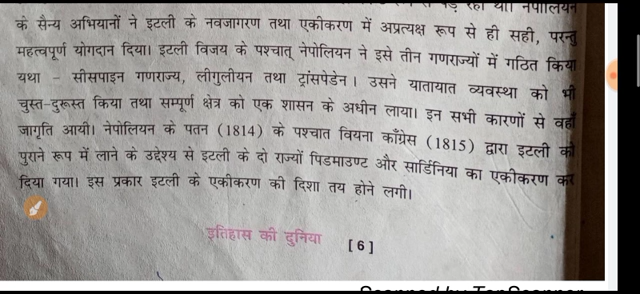 रहा था। नेपोलियन
के सैन्य अभियानों ने इटली के नवजागरण तथा एकीकरण में अप्रत्यक्ष रूप से ही सही, परन्तु
महत्वपूर्ण योगदान दिया। इटली विजय के पश्चात् नेपोलियन ने इसे तीन गणराज्यों में गठित किया
यथा – सीसपाइन गणराज्य, लीगुलीयन तथा ट्रांसपेडेन। उसने यातायात व्यवस्था को भी
चुस्त-दुरूस्त किया तथा सम्पूर्ण क्षेत्र को एक शासन के अधीन लाया। इन सभी कारणों से वहाँ
जागृति आयी। नेपोलियन के पतन (1814) के पश्चात वियना काँग्रेस (1815) द्वारा इटली को
पुराने रूप में लाने के उद्देश्य से इटली के दो राज्यों पिडमाउण्ट और सार्डिनिया का एकीकरण कर
दिया गया। इस प्रकार इटली के एकीकरण की दिशा तय होने लगी।
इतिहास की दुनिया [6]